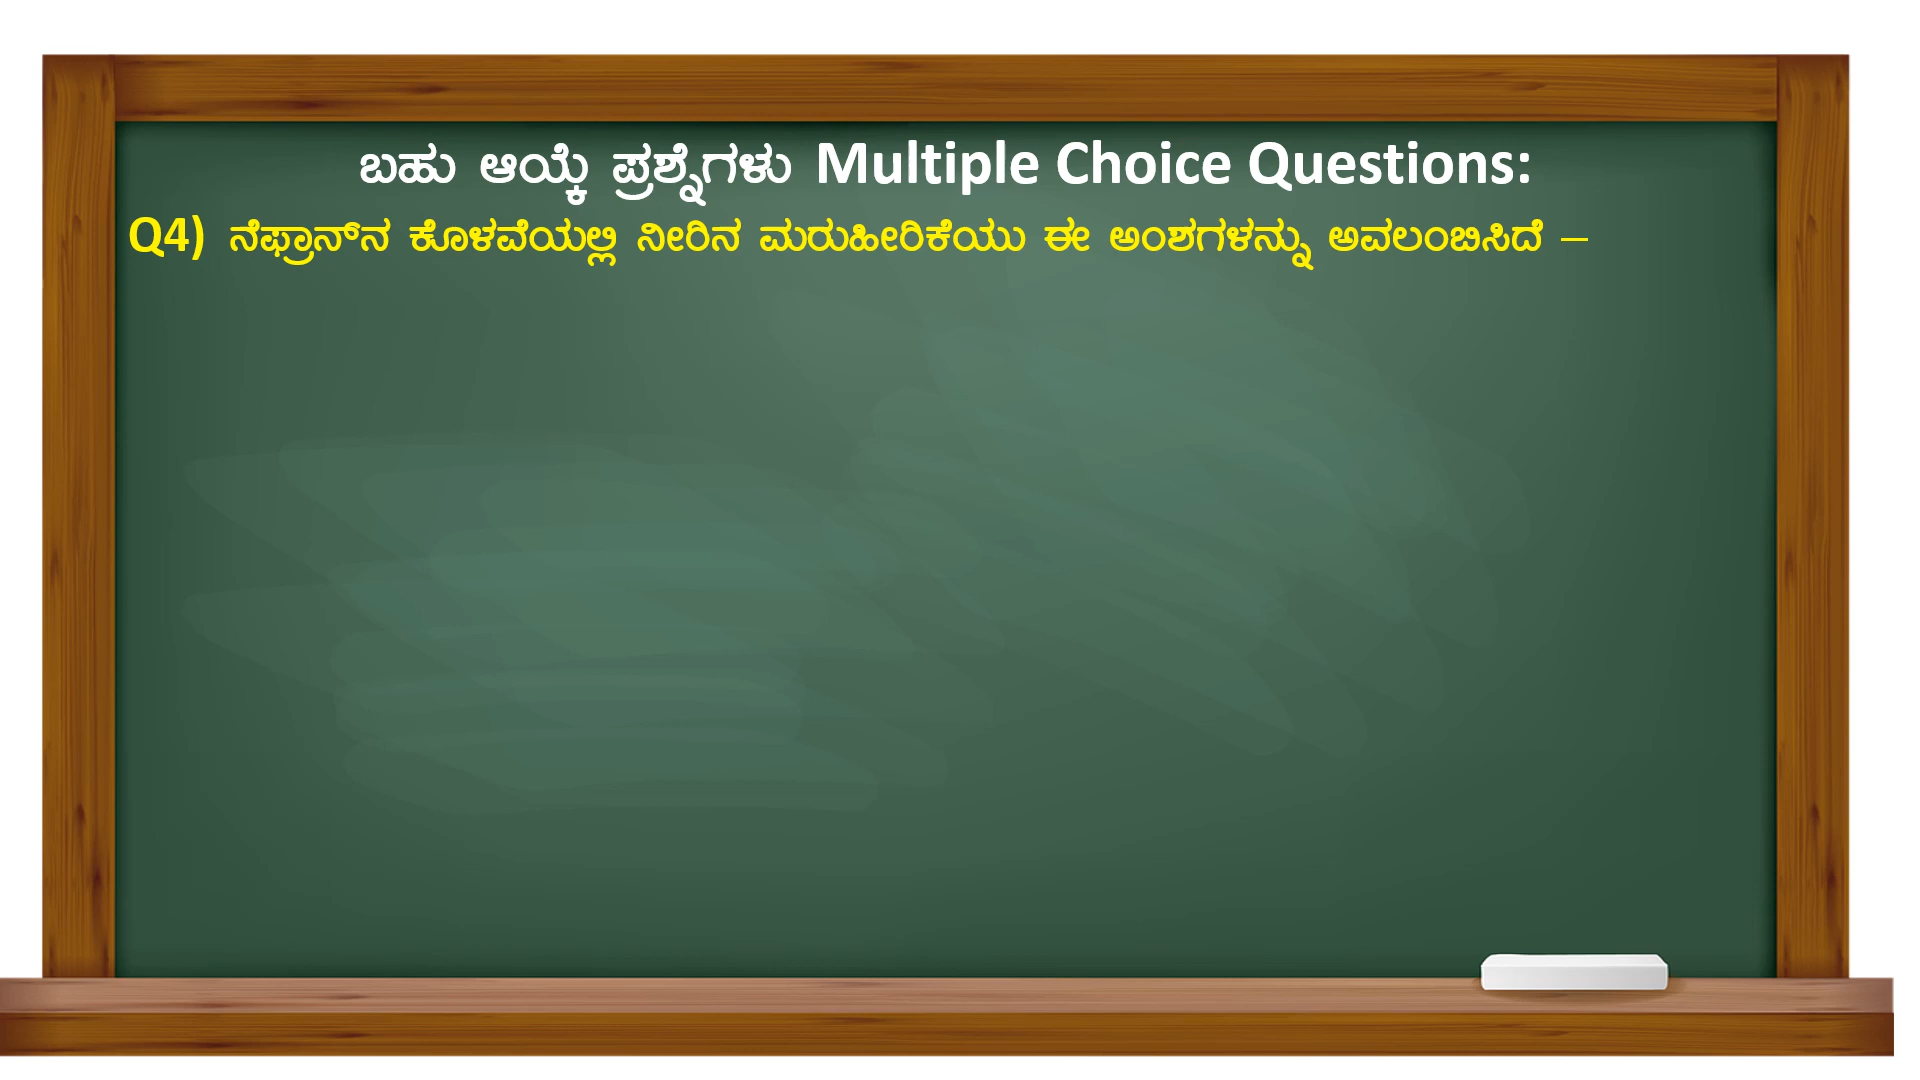 ಬಹು ಆಯ್ಕೆ ಪ್ರಶ್ನೆಗಳು Multiple Choice Questions:
Q4) ನೆಫ್ರಾನ್‌ನ ಕೊಳವೆಯಲ್ಲಿ ನೀರಿನ ಮರುಹೀರಿಕೆಯು ಈ ಅಂಶಗಳನ್ನು ಅವಲಂಬಿಸಿದೆ –